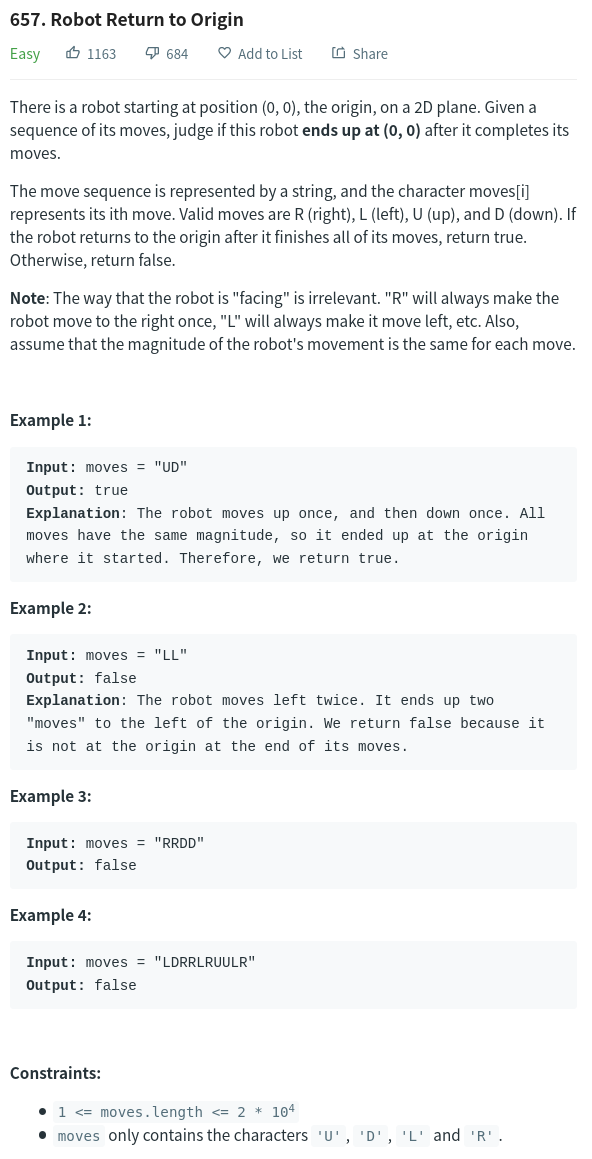 657. Robot Return to Origin
Easy 1163 684 Add to List Share
There is a robot starting at position (0, 0), the origin, on a 2D plane. Given a
sequence of its moves, judge if this robot ends up at (0, 0) after it completes its
moves.
The move sequence is represented by a string, and the character moves[i]
represents its ith move. Valid moves are R (right), L (left), U (up), and D (down). If
the robot returns to the origin after it finishes all of its moves, return true.
Otherwise, return false.
Note: The way that the robot is "facing" is irrelevant. "R" will always make the
robot move to the right once, "L" will always make it move left, etc. Also,
assume that the magnitude of the robot's movement is the same for each move.
Example 1:
Input: moves = "UD"
Output: true
Explanation: The robot moves up once, and then down once. All
moves have the same magnitude, so it ended up at the origin
where it started. Therefore, we return true.
Example 2:
Input: moves = "LL"
Output: false
Explanation: The robot moves left twice. It ends up two
"moves" to the left of the origin. We return false because it
is not at the origin at the end of its moves.
Example 3:
Input: moves = "RRDD"
Output: false
Example 4:
Input: moves = "LDRRLRUULR"
Output: false
Constraints:
• 1 <= moves.length <= 2 * 10⁴
• moves only contains the characters 'U', 'D', 'L' and 'R'.